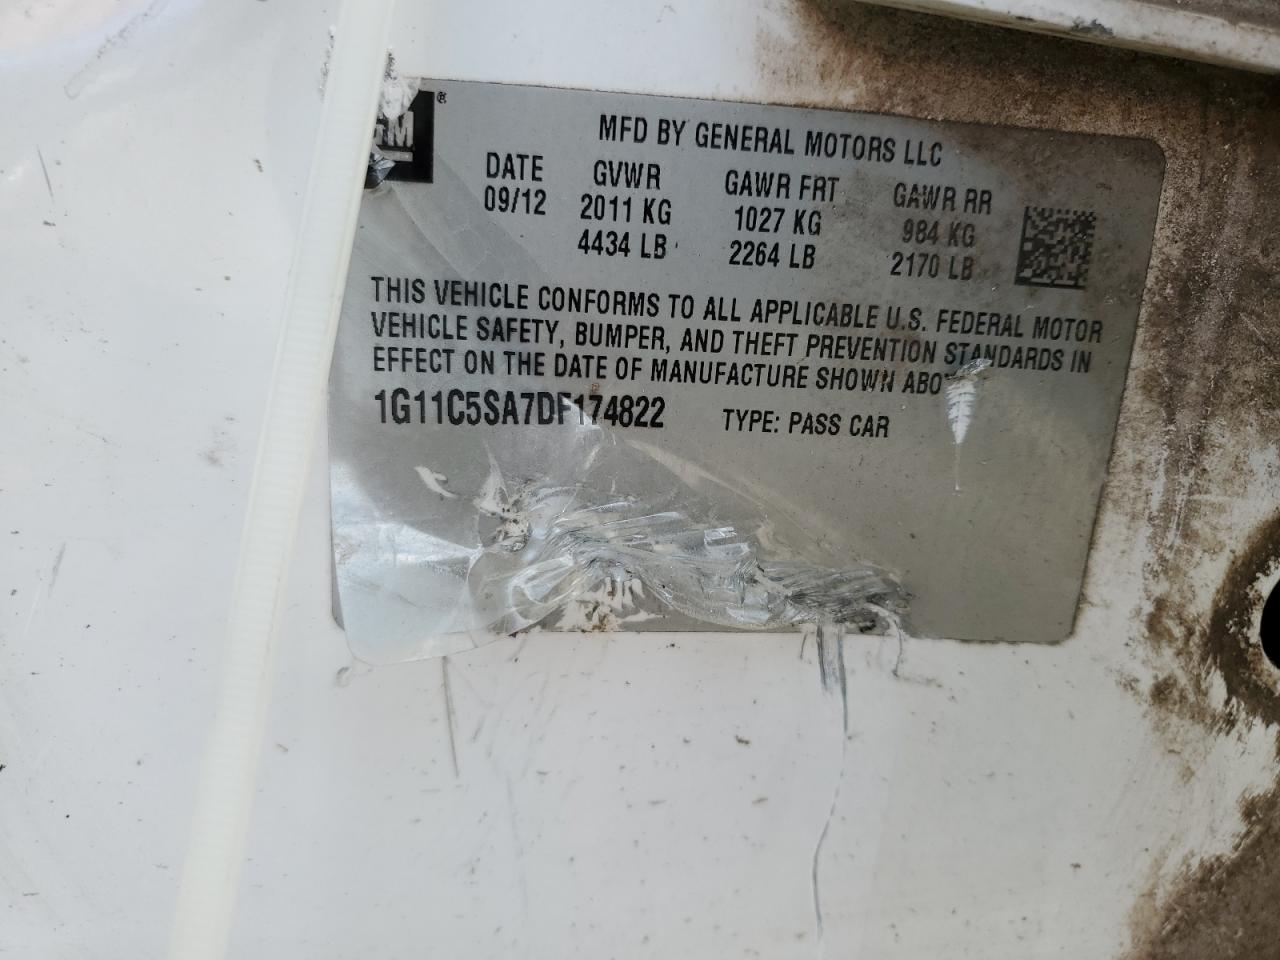 GM ®
MFD BY GENERAL MOTORS LLC
DATE GVWR GAWR FRT GAWR RR
09/12 2011 KG 1027 KG 984 KG
4434 LB 2264 LB 2170 LB
THIS VEHICLE CONFORMS TO ALL APPLICABLE U.S. FEDERAL MOTOR
VEHICLE SAFETY, BUMPER, AND THEFT PREVENTION STANDARDS IN
EFFECT ON THE DATE OF MANUFACTURE SHOWN
1G11C5SA7DF174822 TYPE: PASS CAR